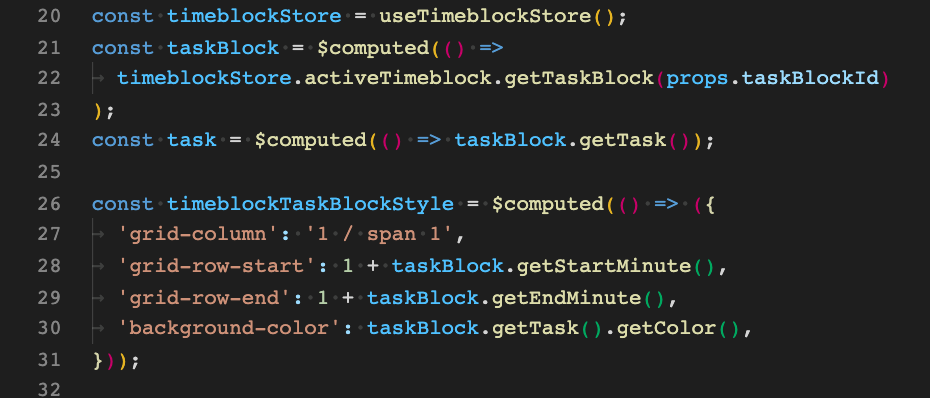 20 const timeblockStore = useTimeblockStore();
21 const taskBlock = $computed(() =>
22 timeblockStore.activeTimeblock.getTaskBlock(props.taskBlockId)
23 );
24 const task = $computed(() => taskBlock.getTask());
25
26 const timeblockTaskBlockStyle = $computed(() => ({
27 'grid-column': '1 / span 1',
28 'grid-row-start': 1 + taskBlock.getStartMinute(),
29 'grid-row-end': 1 + taskBlock.getEndMinute(),
30 'background-color': taskBlock.getTask().getColor(),
31 }));
32